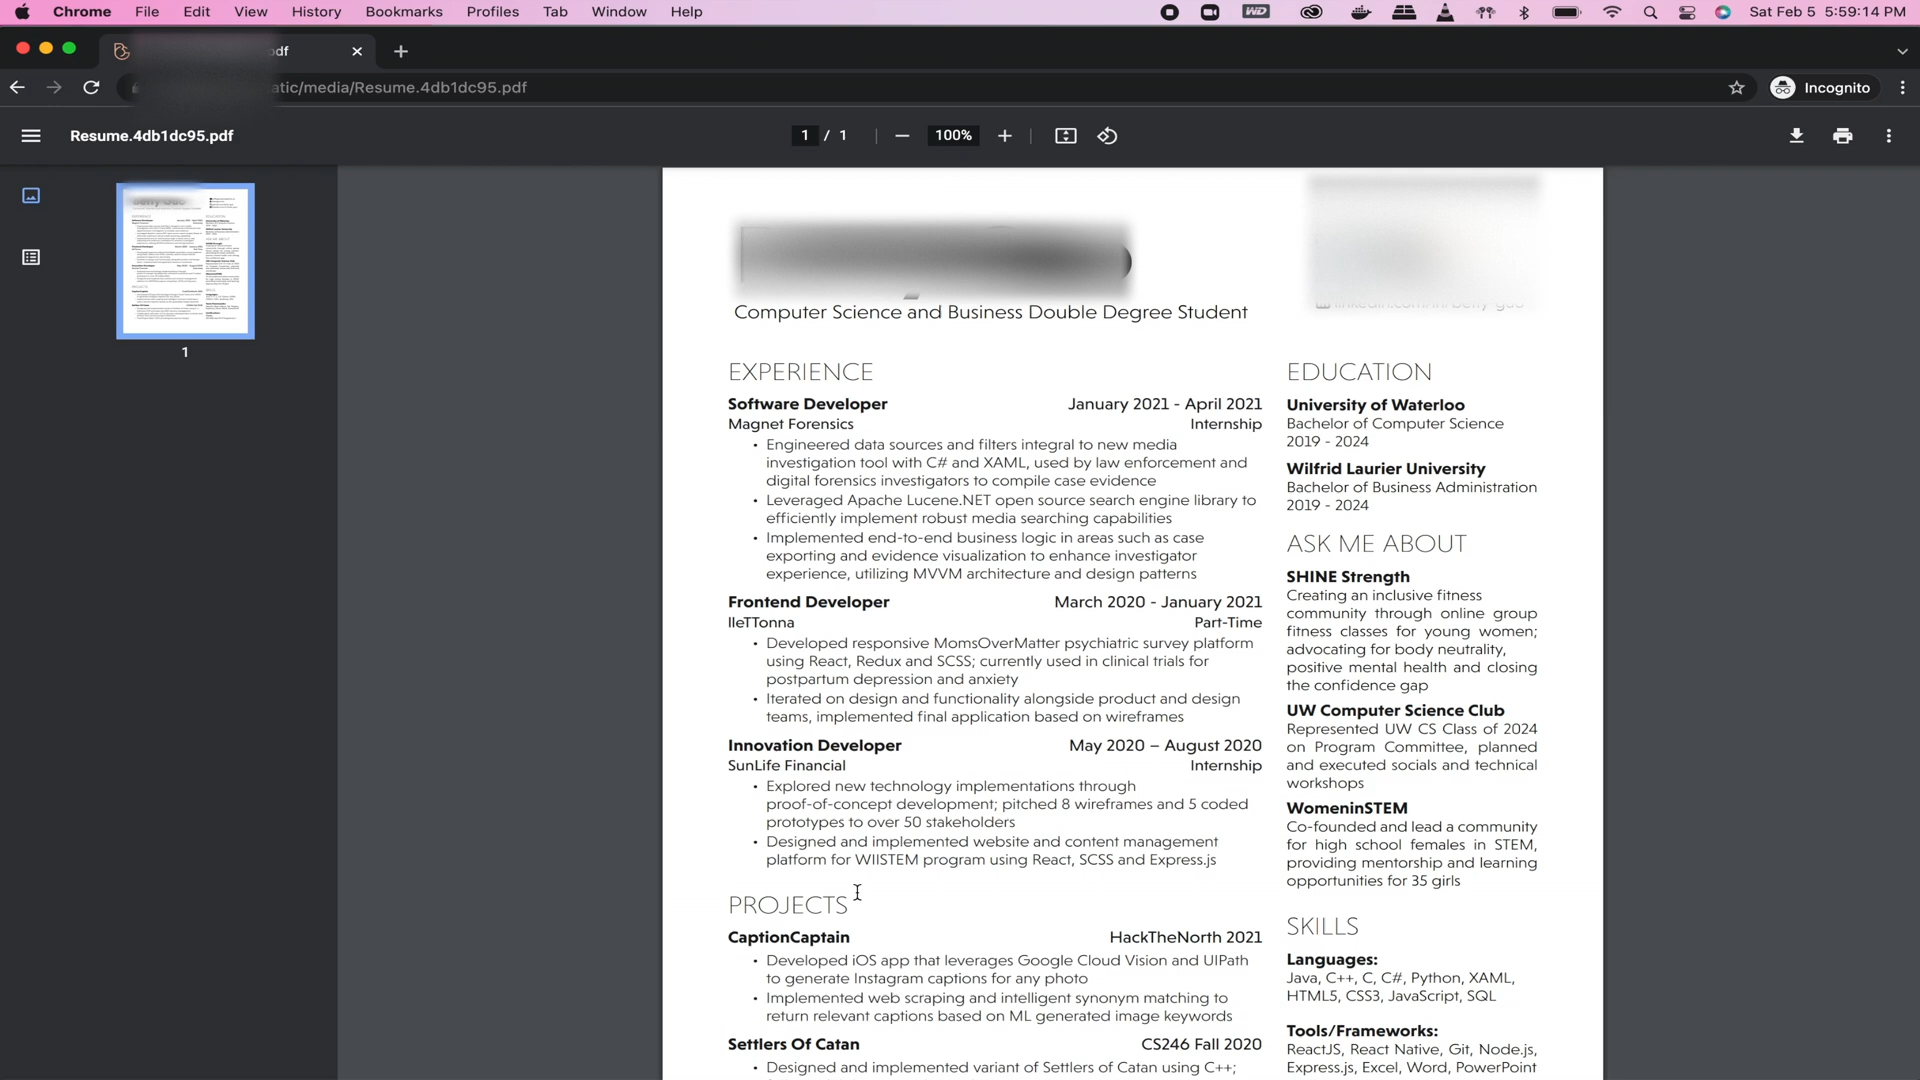 Chrome File Edit View History Bookmarks Profiles Tab Window Help WD Sat Feb 5 5:59:14 PM
df
atic/media/Resume.4db1dc95.pdf Incognito
Resume.4db1dc95.pdf 1 / 1 100%
1
Computer Science and Business Double Degree Student
EXPERIENCE
Software Developer January 2021 - April 2021
Magnet Forensics Internship
• Engineered data sources and filters integral to new media
investigation tool with C# and XAML, used by law enforcement and
digital forensics investigators to compile case evidence
• Leveraged Apache Lucene.NET open source search engine library to
efficiently implement robust media searching capabilities
• Implemented end-to-end business logic in areas such as case
exporting and evidence visualization to enhance investigator
experience, utilizing MVVM architecture and design patterns
Frontend Developer March 2020 - January 2021
IleTTonna Part-Time
• Developed responsive MomsOverMatter psychiatric survey platform
using React, Redux and SCSS; currently used in clinical trials for
postpartum depression and anxiety
• Iterated on design and functionality alongside product and design
teams, implemented final application based on wireframes
Innovation Developer May 2020 – August 2020
SunLife Financial Internship
• Explored new technology implementations through
proof-of-concept development; pitched 8 wireframes and 5 coded
prototypes to over 50 stakeholders
• Designed and implemented website and content management
platform for WIISTEM program using React, SCSS and Express.js
PROJECTS
CaptionCaptain HackTheNorth 2021
• Developed iOS app that leverages Google Cloud Vision and UIPath
to generate Instagram captions for any photo
• Implemented web scraping and intelligent synonym matching to
return relevant captions based on ML generated image keywords
Settlers Of Catan CS246 Fall 2020
• Designed and implemented variant of Settlers of Catan using C++;
EDUCATION
University of Waterloo
Bachelor of Computer Science
2019 - 2024
Wilfrid Laurier University
Bachelor of Business Administration
2019 - 2024
ASK ME ABOUT
SHINE Strength
Creating an inclusive fitness
community through online group
fitness classes for young women;
advocating for body neutrality,
positive mental health and closing
the confidence gap
UW Computer Science Club
Represented UW CS Class of 2024
on Program Committee, planned
and executed socials and technical
workshops
WomeninSTEM
Co-founded and lead a community
for high school females in STEM,
providing mentorship and learning
opportunities for 35 girls
SKILLS
Languages:
Java, C++, C, C#, Python, XAML,
HTML5, CSS3, JavaScript, SQL
Tools/Frameworks:
ReactJS, React Native, Git, Node.js,
Express.js, Excel, Word, PowerPoint